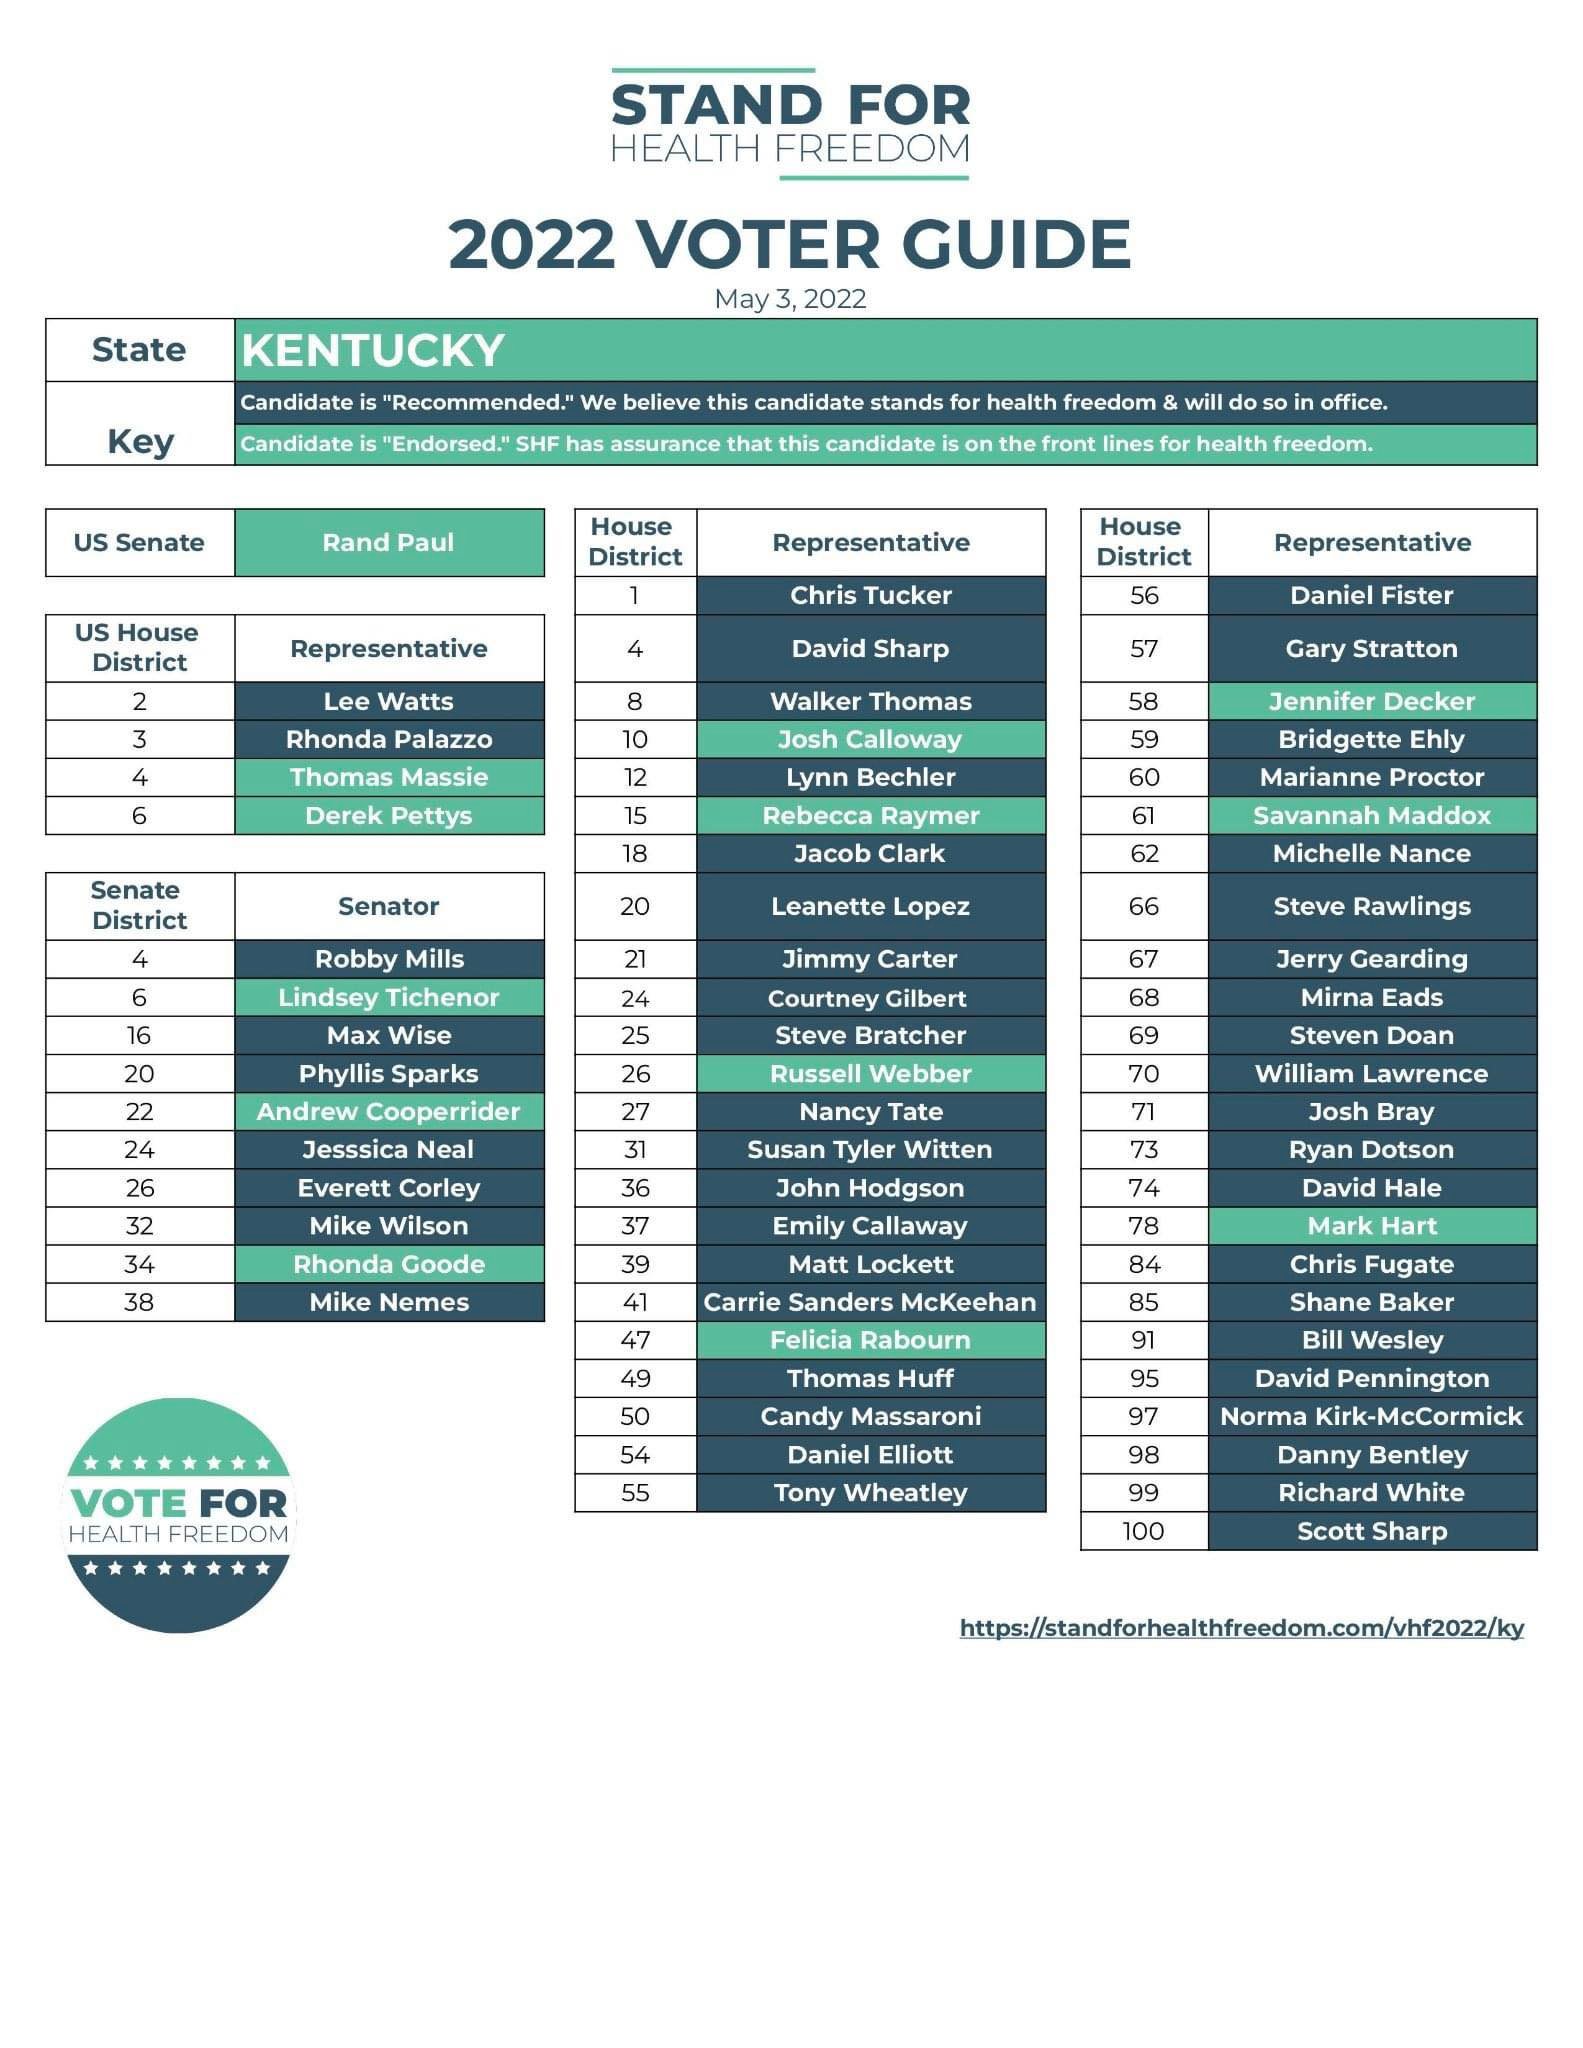 STAND FOR
HEALTH FREEDOM
2022 VOTER GUIDE
May 3, 2022
State KENTUCKY
Key
Candidate is "Recommended." We believe this candidate stands for health freedom & will do so in office.
Candidate is "Endorsed." SHF has assurance that this candidate is on the front lines for health freedom.
US Senate Rand Paul
US House District Representative
2 Lee Watts
3 Rhonda Palazzo
4 Thomas Massie
6 Derek Pettys
Senate District Senator
4 Robby Mills
6 Lindsey Tichenor
16 Max Wise
20 Phyllis Sparks
22 Andrew Cooperrider
24 Jesssica Neal
26 Everett Corley
32 Mike Wilson
34 Rhonda Goode
38 Mike Nemes
House District Representative
1 Chris Tucker
4 David Sharp
8 Walker Thomas
10 Josh Calloway
12 Lynn Bechler
15 Rebecca Raymer
18 Jacob Clark
20 Leanette Lopez
21 Jimmy Carter
24 Courtney Gilbert
25 Steve Bratcher
26 Russell Webber
27 Nancy Tate
31 Susan Tyler Witten
36 John Hodgson
37 Emily Callaway
39 Matt Lockett
41 Carrie Sanders McKeehan
47 Felicia Rabourn
49 Thomas Huff
50 Candy Massaroni
54 Daniel Elliott
55 Tony Wheatley
House District Representative
56 Daniel Fister
57 Gary Stratton
58 Jennifer Decker
59 Bridgette Ehly
60 Marianne Proctor
61 Savannah Maddox
62 Michelle Nance
66 Steve Rawlings
67 Jerry Gearding
68 Mirna Eads
69 Steven Doan
70 William Lawrence
71 Josh Bray
73 Ryan Dotson
74 David Hale
78 Mark Hart
84 Chris Fugate
85 Shane Baker
91 Bill Wesley
95 David Pennington
97 Norma Kirk-McCormick
98 Danny Bentley
99 Richard White
100 Scott Sharp
VOTE FOR
HEALTH FREEDOM
https://standforhealthfreedom.com/vhf2022/ky